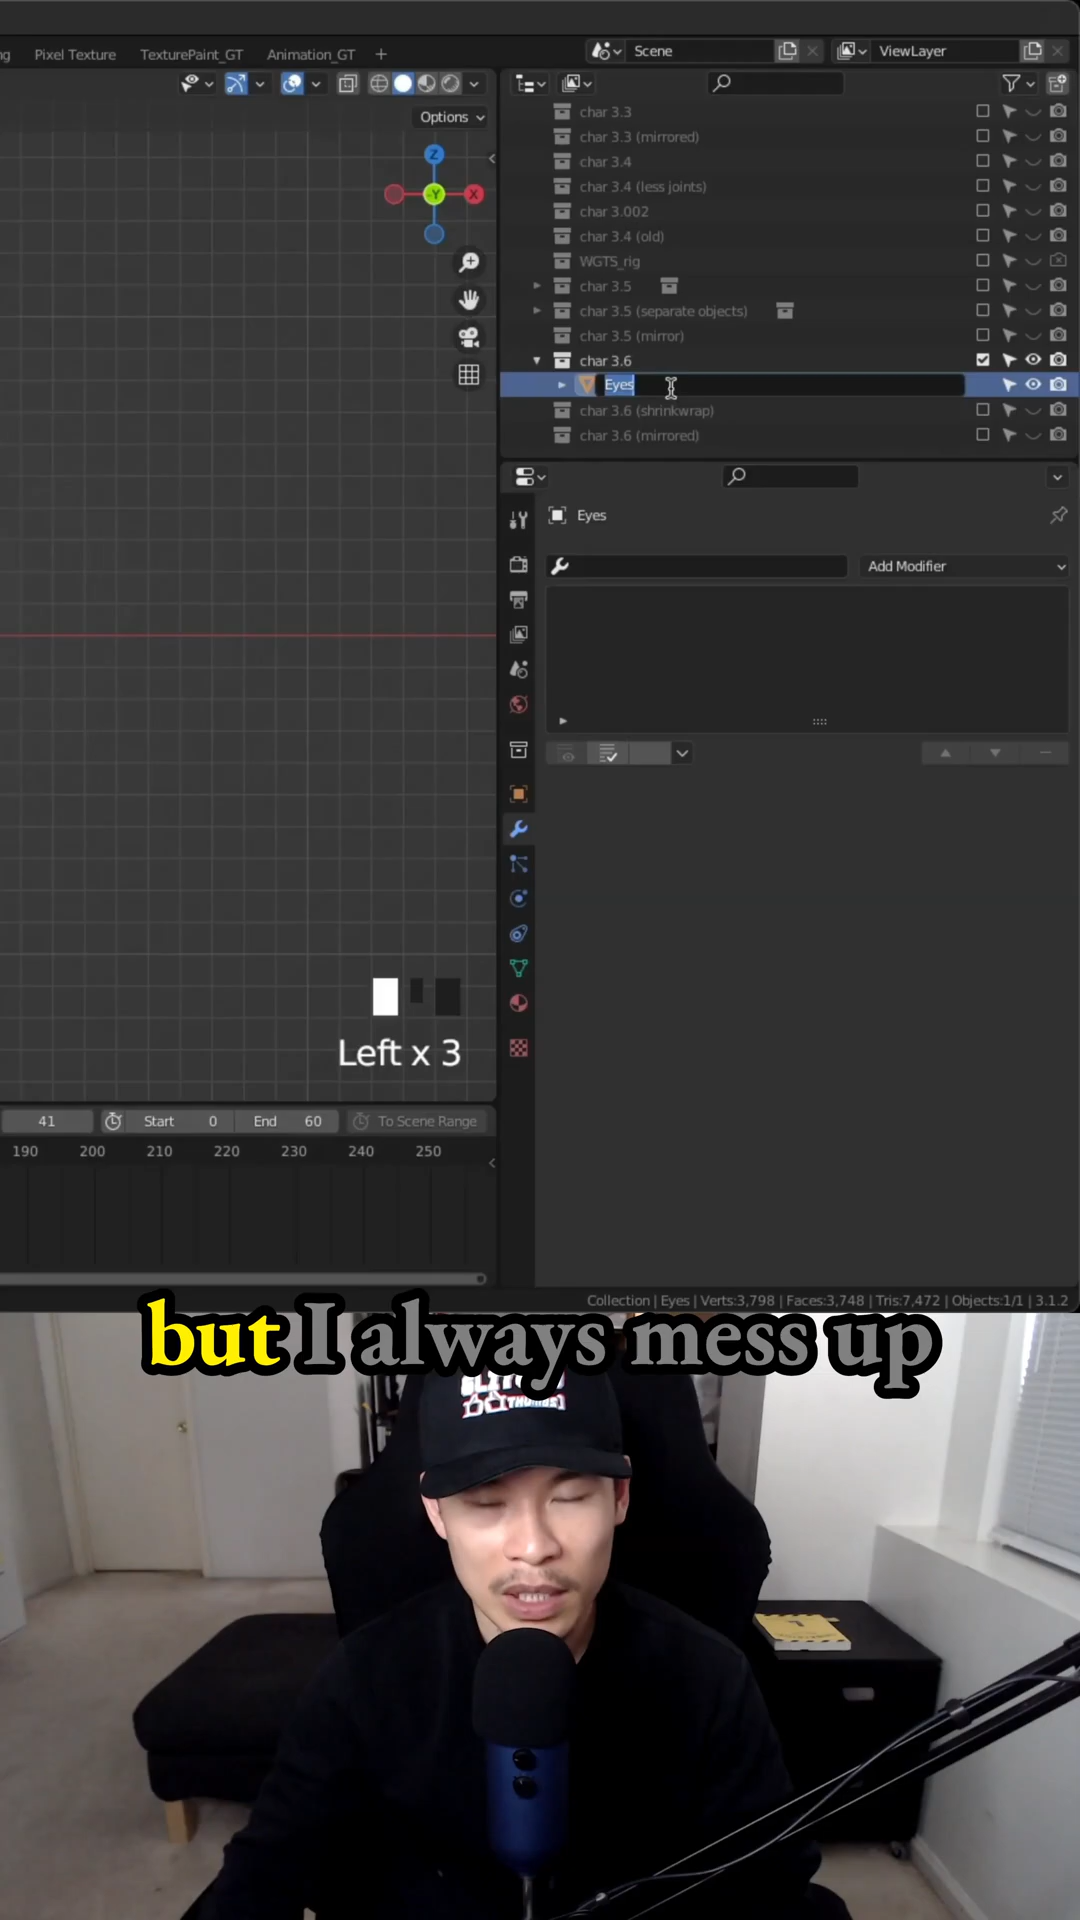 ng Pixel Texture TexturePaint_GT Animation_GT + Scene ViewLayer
Options
Z
-Y X
char 3.3
char 3.3 (mirrored)
char 3.4
char 3.4 (less joints)
char 3.002
char 3.4 (old)
WGTS_rig
char 3.5
char 3.5 (separate objects)
char 3.5 (mirror)
char 3.6
Eyes
char 3.6 (shrinkwrap)
char 3.6 (mirrored)
Eyes
Add Modifier
Left x 3
41 Start 0 End 60 To Scene Range
190 200 210 220 230 240 250
Collection | Eyes | Verts:3,798 | Faces:3,748 | Tris:7,472 | Objects:1/1 | 3.1.2
but I always mess up